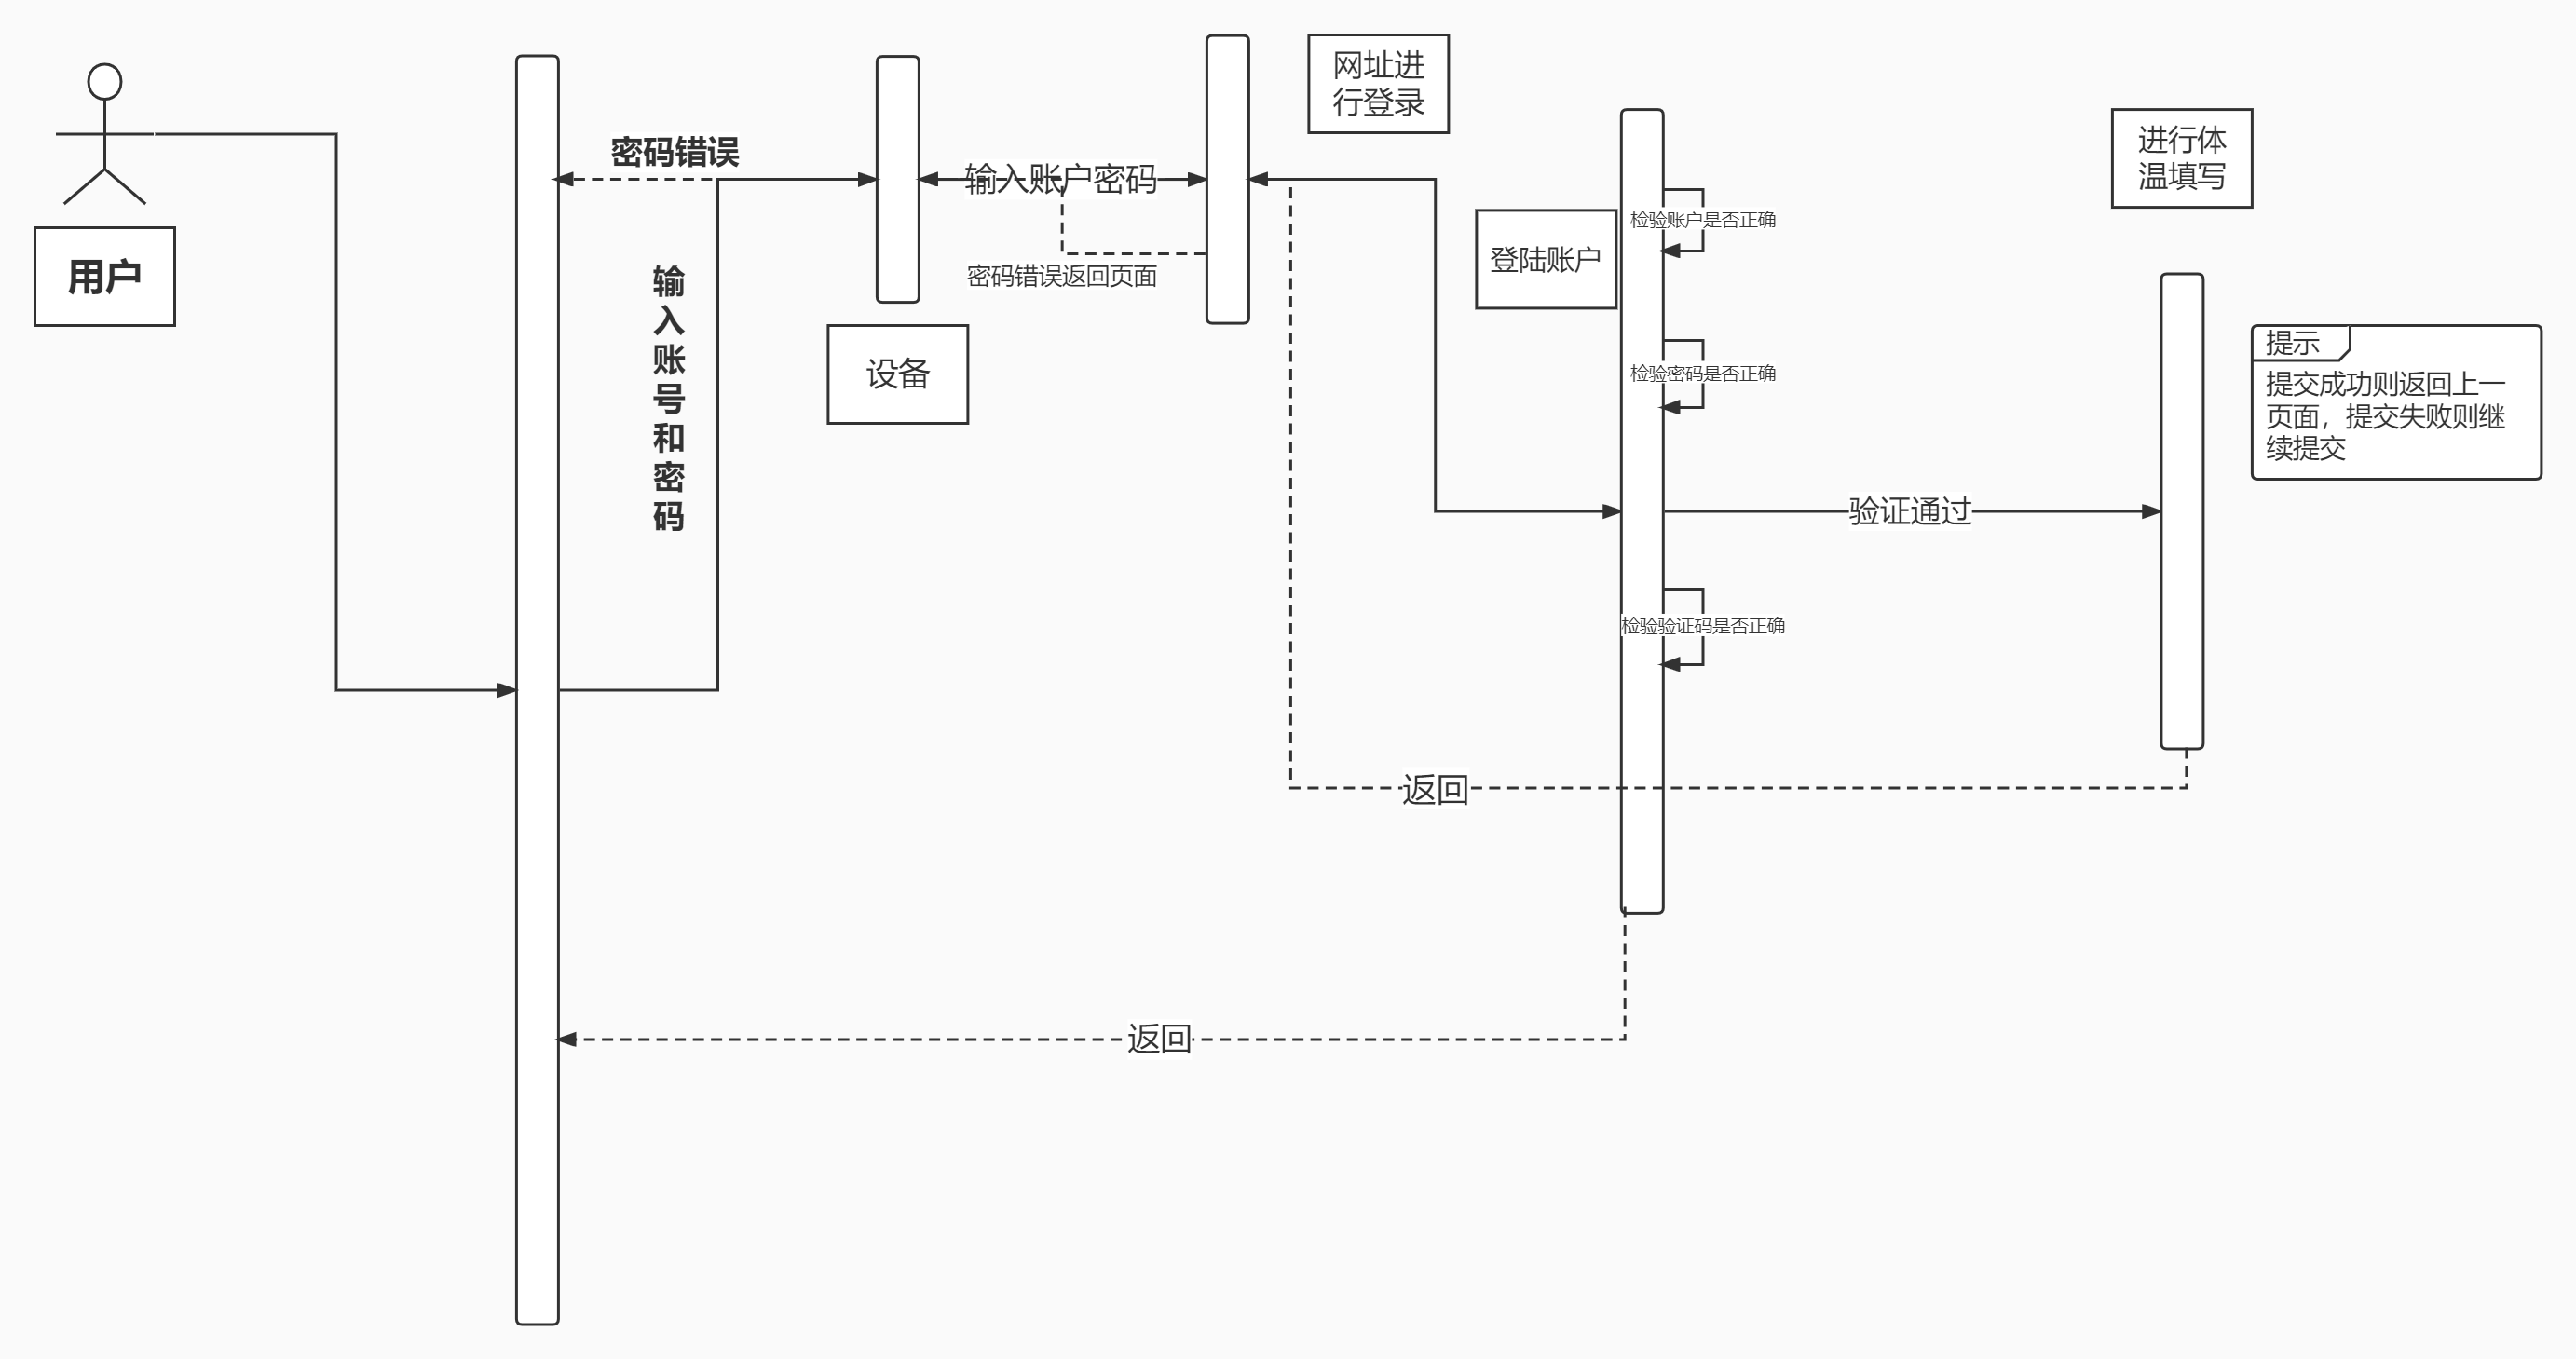 用户
密码错误
输
入
账
号
和
密
码
设备
输入账户密码
密码错误返回页面
网址进
行登录
登陆账户
检验账户是否正确
检验密码是否正确
验证通过
检验验证码是否正确
进行体
温填写
提示
提交成功则返回上一
页面，提交失败则继
续提交
返回
返回